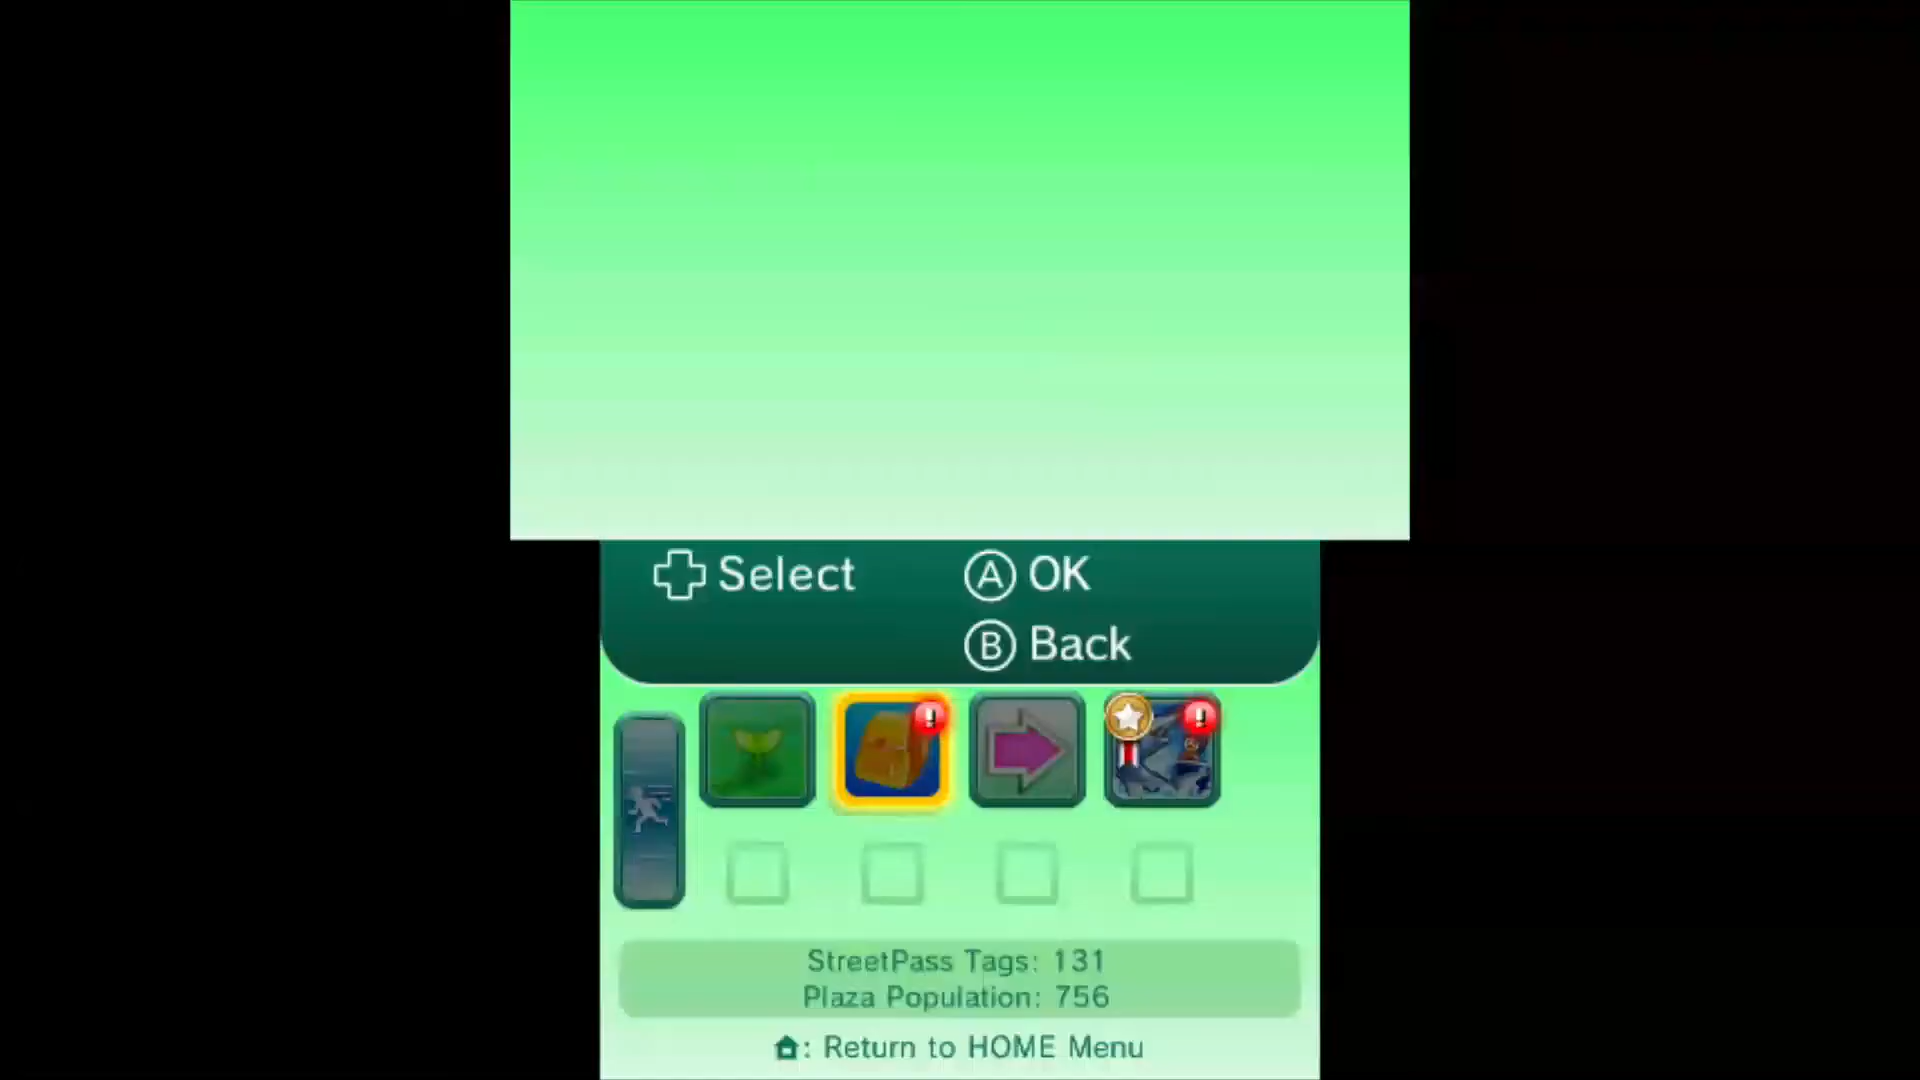 Select
A OK
B Back
!
!
StreetPass Tags: 131
Plaza Population: 756
: Return to HOME Menu